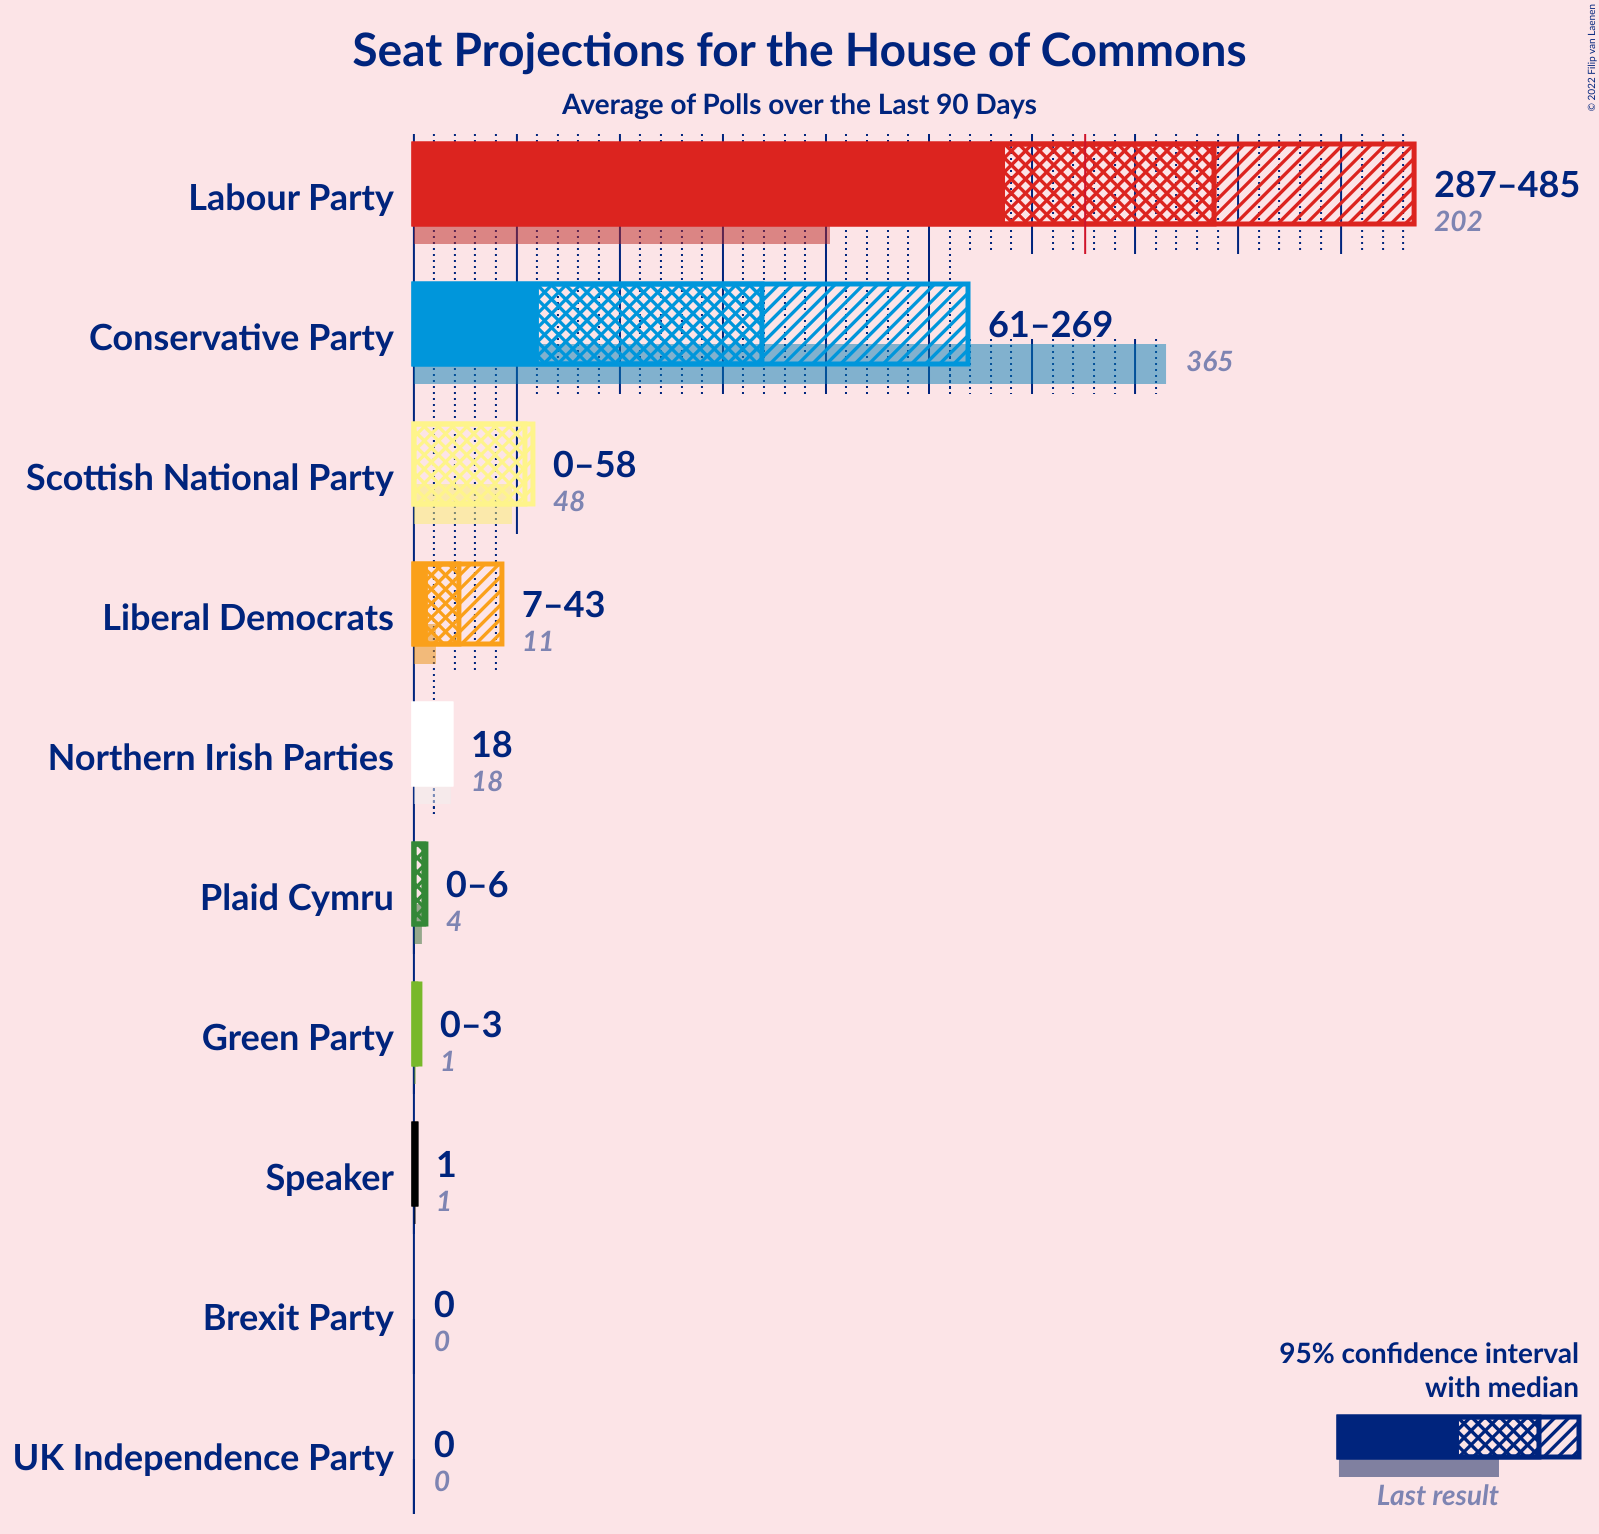 Seat Projections for the House of Commons
Average of Polls over the Last 90 Days
© 2022 Filip van Laenen
Labour Party
287–485
202
Conservative Party
61–269
365
Scottish National Party
0–58
48
Liberal Democrats
7–43
11
Northern Irish Parties
18
18
Plaid Cymru
0–6
4
Green Party
0–3
1
Speaker
1
1
Brexit Party
0
0
UK Independence Party
0
0
95% confidence interval
with median
Last result